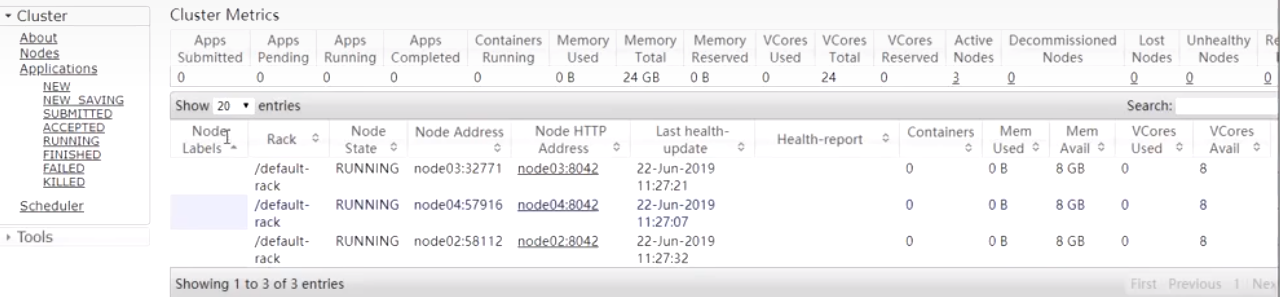 Cluster
About
Nodes
Applications
NEW
NEW_SAVING
SUBMITTED
ACCEPTED
RUNNING
FINISHED
FAILED
KILLED
Scheduler
Tools
Cluster Metrics
Apps Submitted Apps Pending Apps Running Apps Completed Containers Running Memory Used Memory Total Memory Reserved VCores Used VCores Total VCores Reserved Active Nodes Decommissioned Nodes Lost Nodes Unhealthy Nodes
0 0 0 0 0 0 B 24 GB 0 B 0 24 0 3 0 0 0 0
Show 20 entries Search:
Node Labels Rack Node State Node Address Node HTTP Address Last health-update Health-report Containers Mem Used Mem Avail VCores Used VCores Avail
/default-rack RUNNING node03:32771 node03:8042 22-Jun-2019 11:27:21 0 0 B 8 GB 0 8
/default-rack RUNNING node04:57916 node04:8042 22-Jun-2019 11:27:07 0 0 B 8 GB 0 8
/default-rack RUNNING node02:58112 node02:8042 22-Jun-2019 11:27:32 0 0 B 8 GB 0 8
Showing 1 to 3 of 3 entries First Previous 1